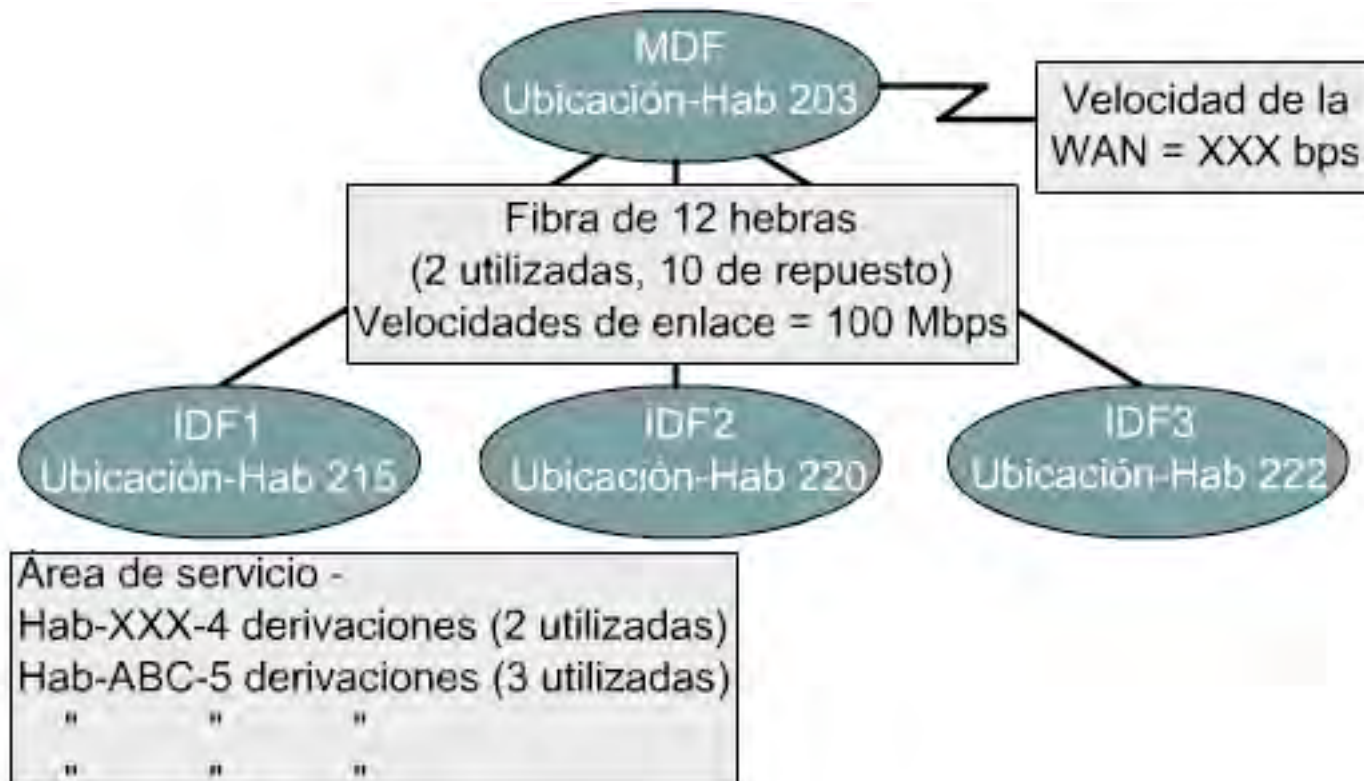 MDF
Ubicación-Hab 203
Velocidad de la
WAN = XXX bps
Fibra de 12 hebras
(2 utilizadas, 10 de repuesto)
Velocidades de enlace = 100 Mbps
IDF1
Ubicación-Hab 215
IDF2
Ubicación-Hab 220
IDF3
Ubicación-Hab 222
Área de servicio -
Hab-XXX-4 derivaciones (2 utilizadas)
Hab-ABC-5 derivaciones (3 utilizadas)
" " "
" " "